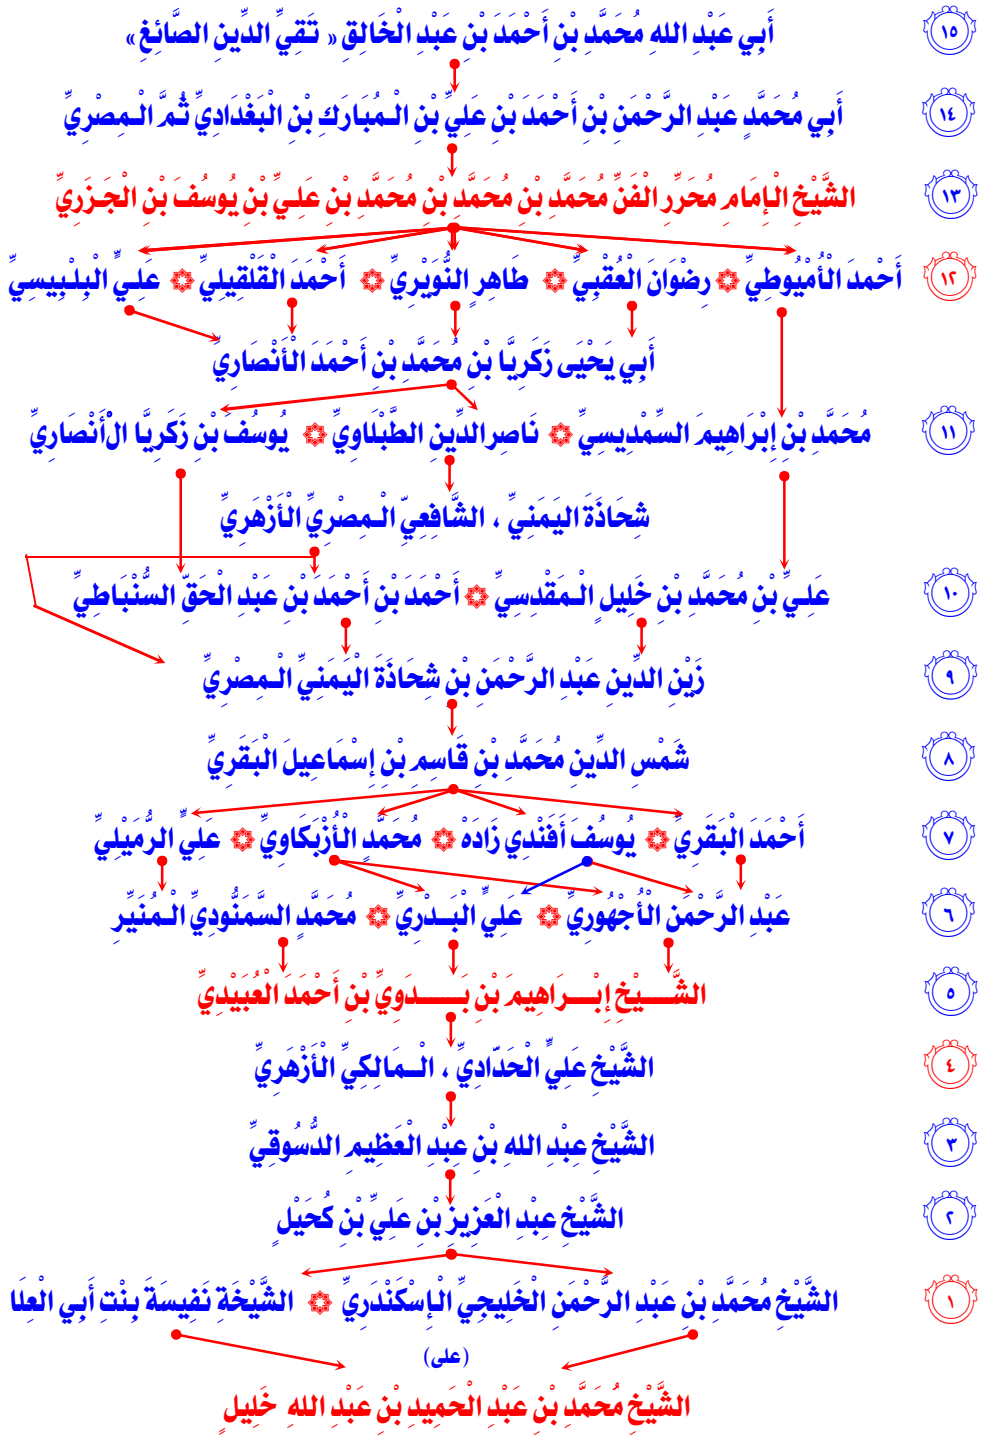 ١٥ أَبِي عَبْدِ اللهِ مُحَمَّدِ بْنِ أَحْمَدَ بْنِ عَبْدِ الْخَالِقِ « تَقِيِّ الدِّينِ الصَّائِغِ »
١٤ أَبِي مُحَمَّدٍ عَبْدِ الرَّحْمَنِ بْنِ أَحْمَدَ بْنِ عَلِيِّ بْنِ الْمُبَارَكِ بْنِ الْبَغْدَادِيِّ ثُمَّ الْمِصْرِيِّ
١٣ الشَّيْخِ الْإِمَامِ مُحَرِّرِ الْفَنِّ مُحَمَّدِ بْنِ مُحَمَّدِ بْنِ مُحَمَّدِ بْنِ عَلِيِّ بْنِ يُوسُفَ بْنِ الْجَزَرِيِّ
١٢ أَحْمَدَ الْأُمْيُوطِيِّ ۞ رِضْوَانَ الْعُقْبِيِّ ۞ طَاهِرٍ النُّوَيْرِيِّ ۞ أَحْمَدَ الْقَلْقِيلِيِّ ۞ عَلِيٍّ الْبِلْبِيسِيِّ
أَبِي يَحْيَى زَكَرِيَّا بْنِ مُحَمَّدِ بْنِ أَحْمَدَ الْأَنْصَارِيِّ
١١ مُحَمَّدِ بْنِ إِبْرَاهِيمَ السِّمْدِيسِيِّ ۞ نَاصِرِ الدِّينِ الطَّبْلَاوِيِّ ۞ يُوسُفَ بْنِ زَكَرِيَّا الْأَنْصَارِيِّ
شِحَاذَةَ اليَمَنِيِّ ، الشَّافِعِيِّ الْمِصْرِيِّ الْأَزْهَرِيِّ
١٠ عَلِيِّ بْنِ مُحَمَّدِ بْنِ خَلِيلٍ الْمَقْدِسِيِّ ۞ أَحْمَدَ بْنِ أَحْمَدَ بْنِ عَبْدِ الْحَقِّ السُّنْبَاطِيِّ
٩ زَيْنِ الدِّينِ عَبْدِ الرَّحْمَنِ بْنِ شِحَاذَةَ الْيَمَنِيِّ الْمِصْرِيِّ
٨ شَمْسِ الدِّينِ مُحَمَّدِ بْنِ قَاسِمِ بْنِ إِسْمَاعِيلَ الْبَقَرِيِّ
٧ أَحْمَدَ الْبَقَرِيِّ ۞ يُوسُفَ أَفَنْدِي زَادَهْ ۞ مُحَمَّدٍ الْأُزْبَكَاوِيِّ ۞ عَلِيٍّ الرُّمَيْلِيِّ
٦ عَبْدِ الرَّحْمَنِ الْأُجْهُورِيِّ ۞ عَلِيٍّ الْبَدْرِيِّ ۞ مُحَمَّدٍ السَّمَنُّودِيِّ الْمُنَيِّرِ
٥ الشَّيْخِ إِبْرَاهِيمَ بْنِ بَدَوِيِّ بْنِ أَحْمَدَ الْعُبَيْدِيِّ
٤ الشَّيْخِ عَلِيٍّ الْحَدَّادِيِّ ، الْمَالِكِيِّ الْأَزْهَرِيِّ
٣ الشَّيْخِ عِبْدِ اللهِ بْنِ عِبْدِ الْعَظِيمِ الدُّسُوقِيِّ
٢ الشَّيْخِ عِبْدِ الْعَزِيزِ بْنِ عَلِيِّ بْنِ كُحَيْلٍ
١ الشَّيْخِ مُحَمَّدِ بْنِ عَبْدِ الرَّحْمَنِ الْخَلِيجِيِّ الْإِسْكَنْدَرِيِّ ۞ الشَّيْخَةِ نَفِيسَةَ بِنْتِ أَبِي الْعِلَا
(على)
الشَّيْخِ مُحَمَّدِ بْنِ عَبْدِ الْحَمِيدِ بْنِ عَبْدِ اللهِ خَلِيلٍ